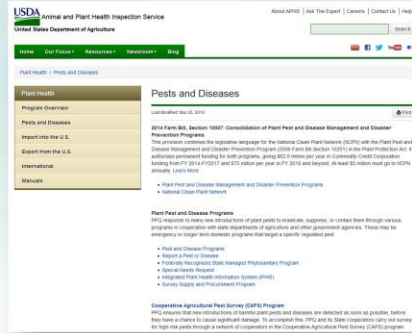 USDA Animal and Plant Health Inspection Service
United States Department of Agriculture
About APHIS | Ask The Expert | Careers | Contact Us | Help
Search
Home Our Focus Resources Newsroom Blog
Plant Health / Pests and Diseases
Plant Health
Program Overview
Pests and Diseases
Import into the U.S.
Export from the U.S.
International
Manuals
Pests and Diseases
Last Modified: Mar 25, 2014
Print
2014 Farm Bill, Section 10007: Consolidation of Plant Pest and Disease Management and Disaster
Prevention Programs
This provision combines the legislative language for the National Clean Plant Network (NCPN) with the Plant Pest and
Disease Management and Disaster Prevention Program (2008 Farm Bill Section 10201) in the Plant Protection Act. It
authorizes permanent funding for both programs, giving $62.5 million per year in Commodity Credit Corporation
funding from FY 2014-FY2017 and $75 million per year in FY 2018 and beyond. At least $5 million must go to NCPN
annually. Learn More.
Plant Pest and Disease Management and Disaster Prevention Programs
National Clean Plant Network
Plant Pest and Disease Programs
PPQ responds to many new introductions of plant pests to eradicate, suppress, or contain them through various
programs in cooperation with state departments of agriculture and other government agencies. These may be
emergency or longer term domestic programs that target a specific regulated pest.
Pest and Disease Programs
Report a Pest or Disease
Federally Recognized State Managed Phytosanitary Program
Special Needs Request
Integrated Plant Health Information System (IPHIS)
Survey Supply and Procurement Program
Cooperative Agricultural Pest Survey (CAPS) Program
PPQ ensures that new introductions of harmful plant pests and diseases are detected as soon as possible, before
they have a chance to cause significant damage. To accomplish this, PPQ and its State cooperators carry out surveys
for high-risk pests through a network of cooperators in the Cooperative Agricultural Pest Survey (CAPS) program.